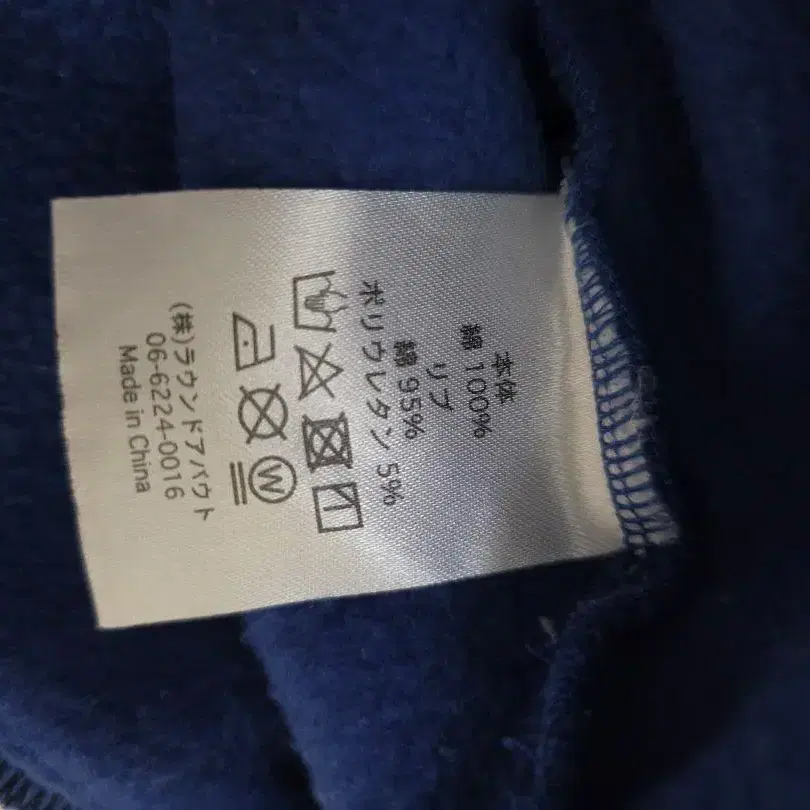 本体
綿 100%
リブ
綿 95%
ポリウレタン 5%
W
(株)ラウンドアバウト
06-6224-0016
Made in China